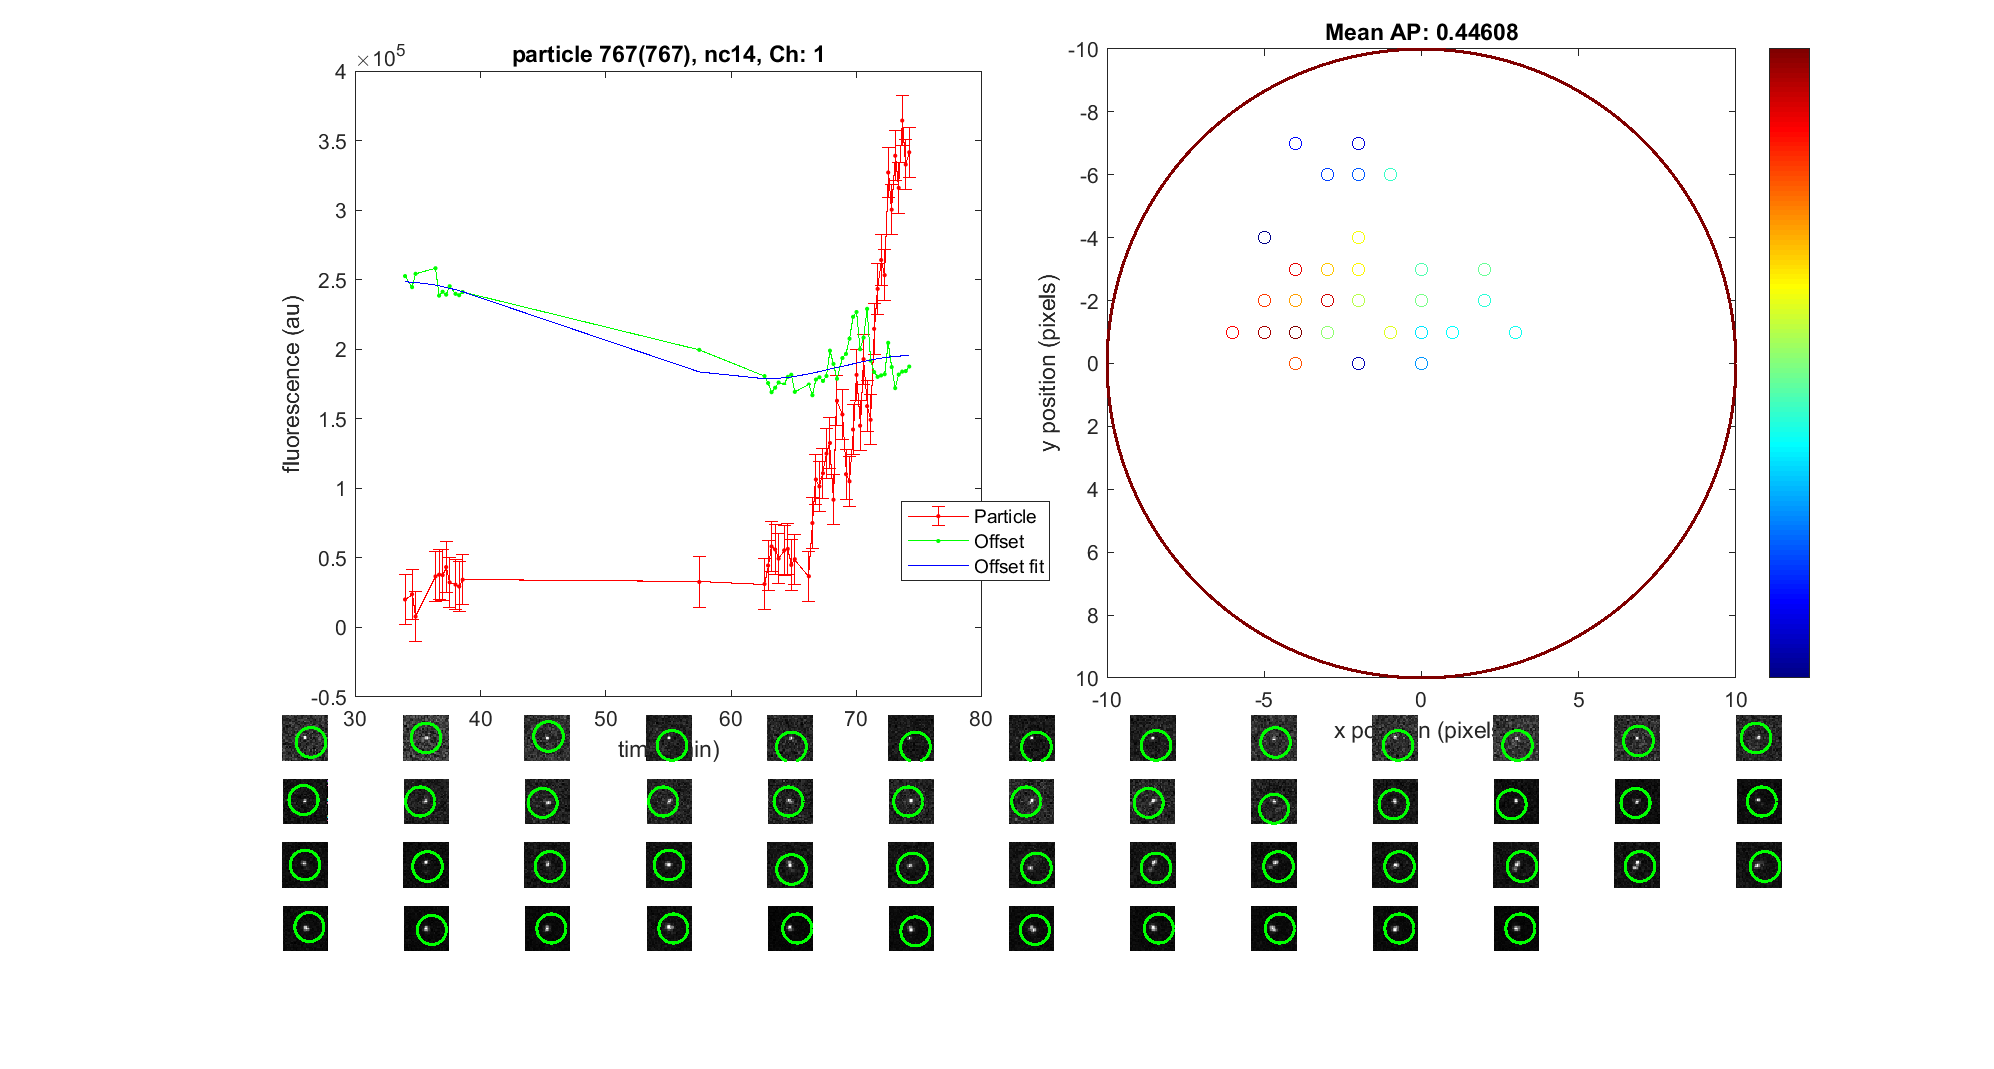 particle 767(767), nc14, Ch: 1
×10^5
4
3.5
3
2.5
2
1.5
1
0.5
0
-0.5
30 40 50 60 70 80
fluorescence (au)
Particle
Offset
Offset fit
Mean AP: 0.44608
-10
-8
-6
-4
-2
0
2
4
6
8
10
-10 -5 0 5 10
y position (pixels)